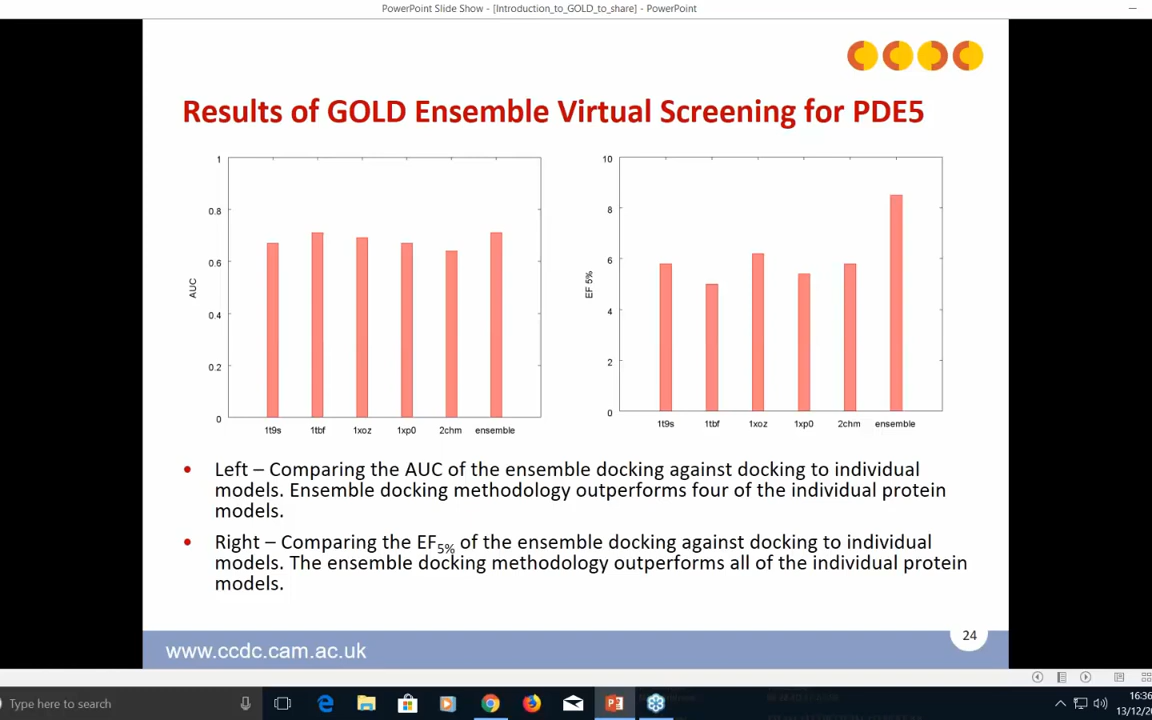 PowerPoint Slide Show - [Introduction_to_GOLD_to_share] - PowerPoint
Results of GOLD Ensemble Virtual Screening for PDE5
1
0.8
0.6
0.4
0.2
0
AUC
1t9s 1tbf 1xoz 1xp0 2chm ensemble
10
8
6
4
2
0
EF 5%
1t9s 1tbf 1xoz 1xp0 2chm ensemble
• Left – Comparing the AUC of the ensemble docking against docking to individual
models. Ensemble docking methodology outperforms four of the individual protein
models.
• Right – Comparing the EF5% of the ensemble docking against docking to individual
models. The ensemble docking methodology outperforms all of the individual protein
models.
www.ccdc.cam.ac.uk
24
Type here to search
16:36
13/12/20